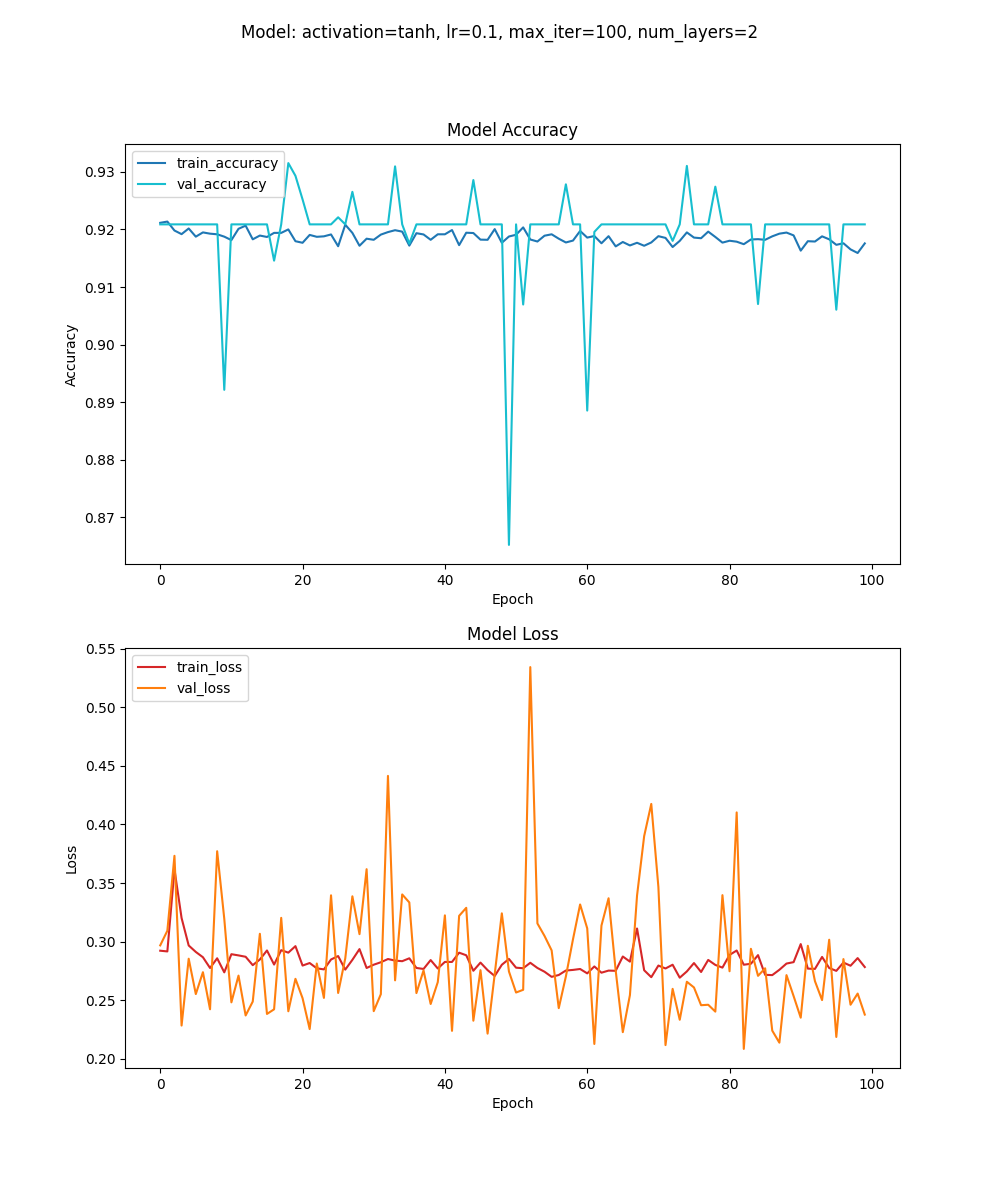 Model: activation=tanh, lr=0.1, max_iter=100, num_layers=2
Model Accuracy
train_accuracy
val_accuracy
0.93
0.92
0.91
0.90
0.89
0.88
0.87
Accuracy
0 20 40 60 80 100
Epoch
Model Loss
train_loss
val_loss
0.55
0.50
0.45
0.40
0.35
0.30
0.25
0.20
Loss
0 20 40 60 80 100
Epoch